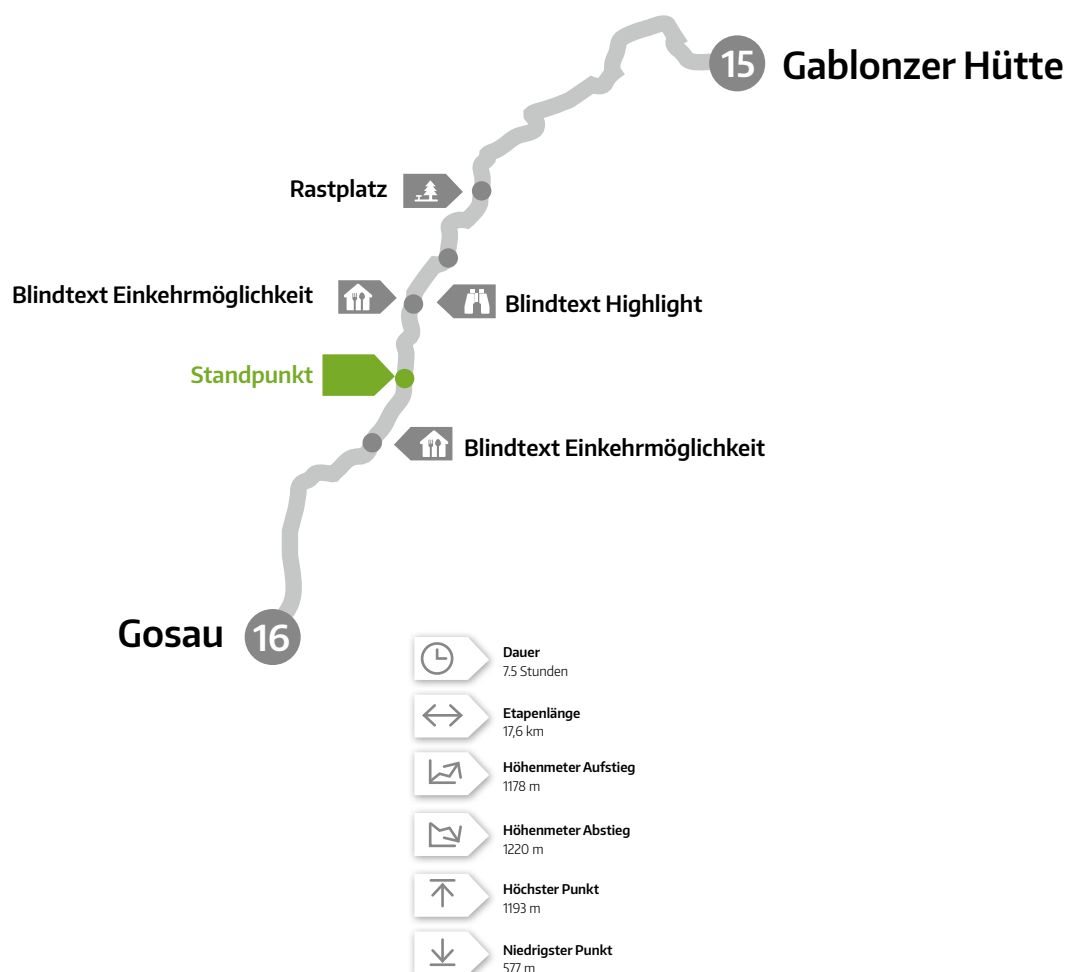 15 Gablonzer Hütte
Rastplatz
Blindtext Einkehrmöglichkeit
Blindtext Highlight
Standpunkt
Blindtext Einkehrmöglichkeit
Gosau 16
Dauer
7.5 Stunden
Etapenlänge
17,6 km
Höhenmeter Aufstieg
1178 m
Höhenmeter Abstieg
1220 m
Höchster Punkt
1193 m
Niedrigster Punkt
577 m